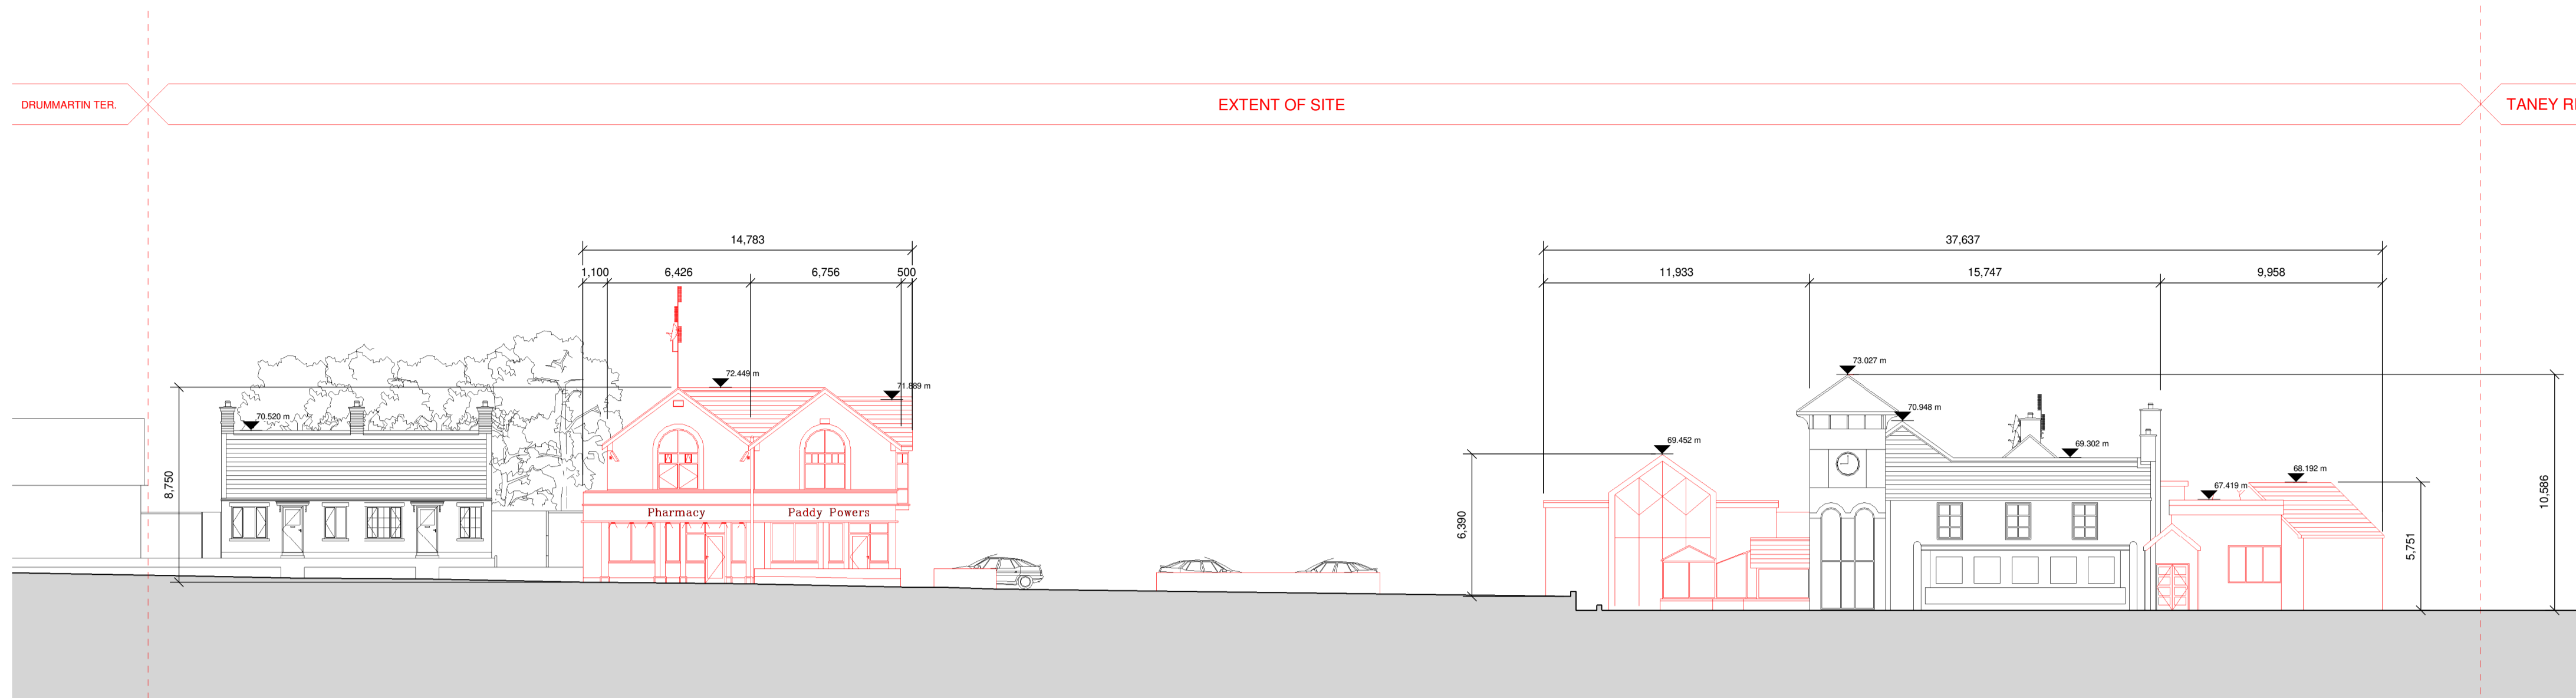 DRUMMARTIN TER.
EXTENT OF SITE
TANEY R
14,783
37,637
1,100
6,426
6,756
500
11,933
15,747
9,958
73.027 m
72.449 m
71.889 m
70.520 m
70.948 m
69.452 m
69.302 m
68.192 m
67.419 m
8,750
6,390
5,751
10,586
Pharmacy
Paddy Powers